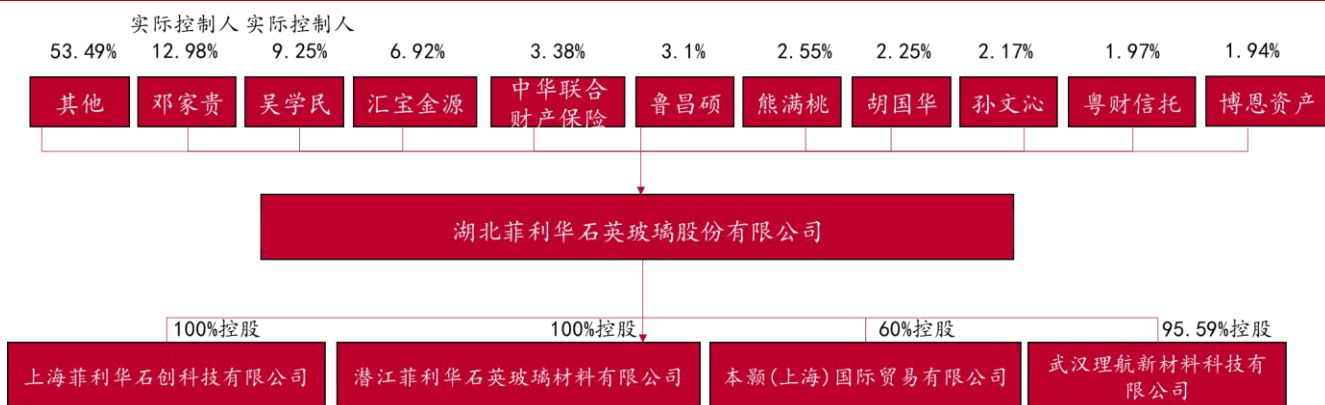 实际控制人 实际控制人
53.49% 12.98% 9.25% 6.92% 3.38% 3.1% 2.55% 2.25% 2.17% 1.97% 1.94%
其他 邓家贵 吴学民 汇宝金源 中华联合 鲁昌硕 熊满桃 胡国华 孙文沁 粤财信托 博恩资产
财产保险
湖北菲利华石英玻璃股份有限公司
100%控股 100%控股 60%控股 95.59%控股
上海菲利华石创科技有限公司 潜江菲利华石英玻璃材料有限公司 本颢(上海)国际贸易有限公司 武汉理航新材料科技有
限公司